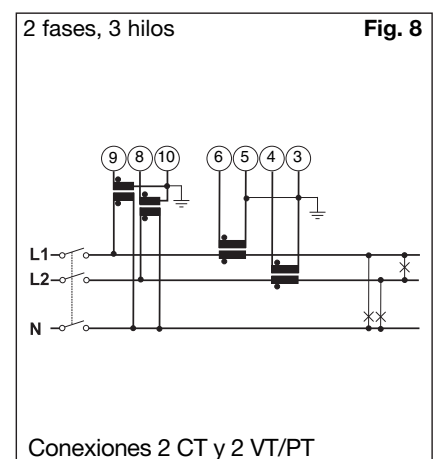 2 fases, 3 hilos Fig. 8
9 8 10 6 5 4 3
L1
L2
N
Conexiones 2 CT y 2 VT/PT